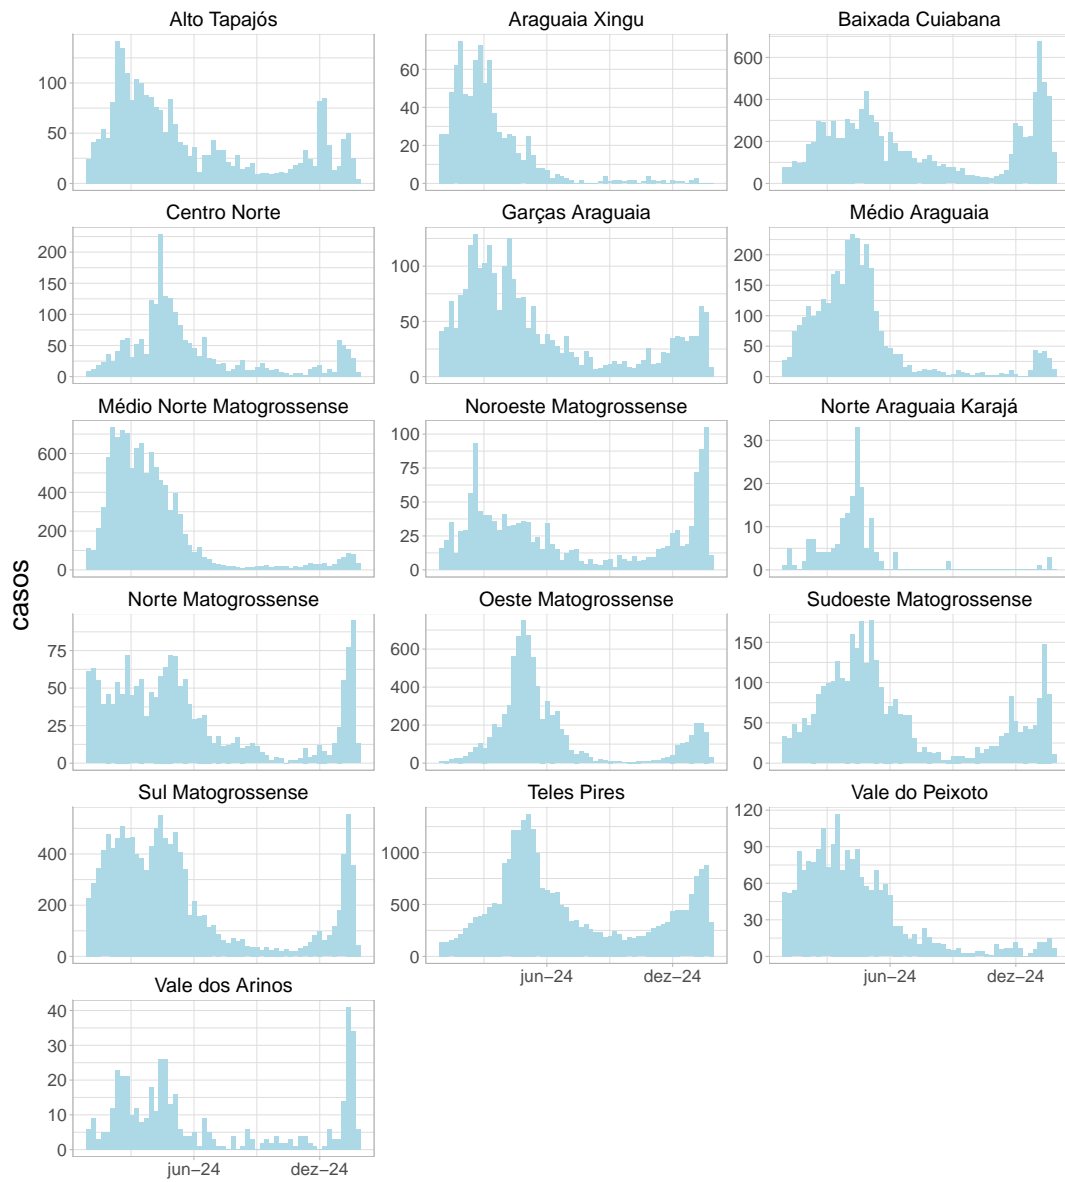 Alto Tapajós
Araguaia Xingu
Baixada Cuiabana
100
50
0
60
40
20
0
600
400
200
0
Centro Norte
Garças Araguaia
Médio Araguaia
200
150
100
50
0
100
50
0
200
150
100
50
0
Médio Norte Matogrossense
Noroeste Matogrossense
Norte Araguaia Karajá
600
400
200
0
100
75
50
25
0
30
20
10
0
casos
Norte Matogrossense
Oeste Matogrossense
Sudoeste Matogrossense
75
50
25
0
600
400
200
0
150
100
50
0
Sul Matogrossense
Teles Pires
Vale do Peixoto
400
200
0
1000
500
0
120
90
60
30
0
jun−24
dez−24
jun−24
dez−24
Vale dos Arinos
40
30
20
10
0
jun−24
dez−24